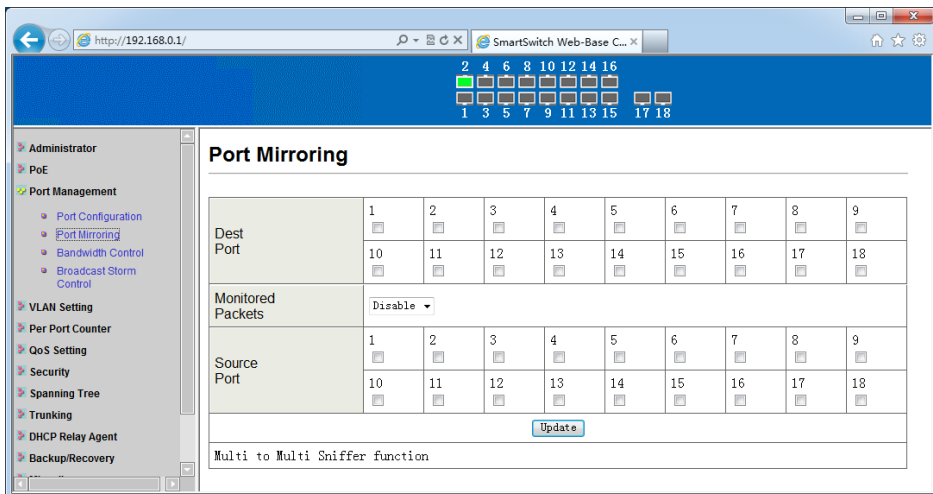 http://192.168.0.1/
SmartSwitch Web-Base C...
2 4 6 8 10 12 14 16
1 3 5 7 9 11 13 15 17 18
Administrator
PoE
Port Management
Port Configuration
Port Mirroring
Bandwidth Control
Broadcast Storm
Control
VLAN Setting
Per Port Counter
QoS Setting
Security
Spanning Tree
Trunking
DHCP Relay Agent
Backup/Recovery
Port Mirroring
Dest
Port
1 2 3 4 5 6 7 8 9
10 11 12 13 14 15 16 17 18
Monitored
Packets
Disable
Source
Port
1 2 3 4 5 6 7 8 9
10 11 12 13 14 15 16 17 18
Update
Multi to Multi Sniffer function